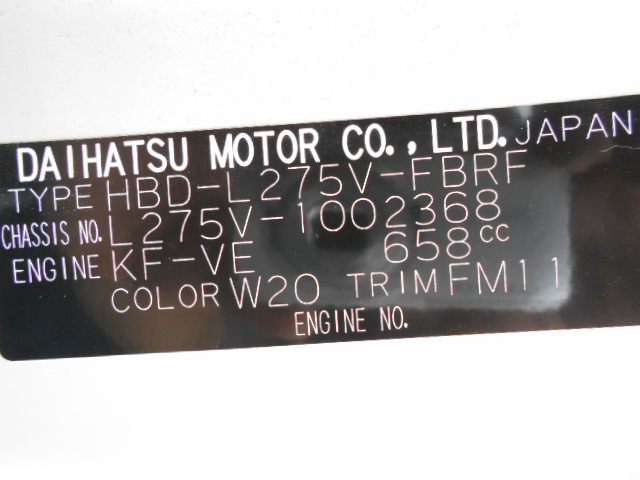 DAIHATSU MOTOR CO., LTD. JAPAN
TYPE HBD-L275V-FBRF
CHASSIS NO. L275V-1002368
ENGINE KF-VE 658cc
COLOR W20 TRIM FM11
ENGINE NO.